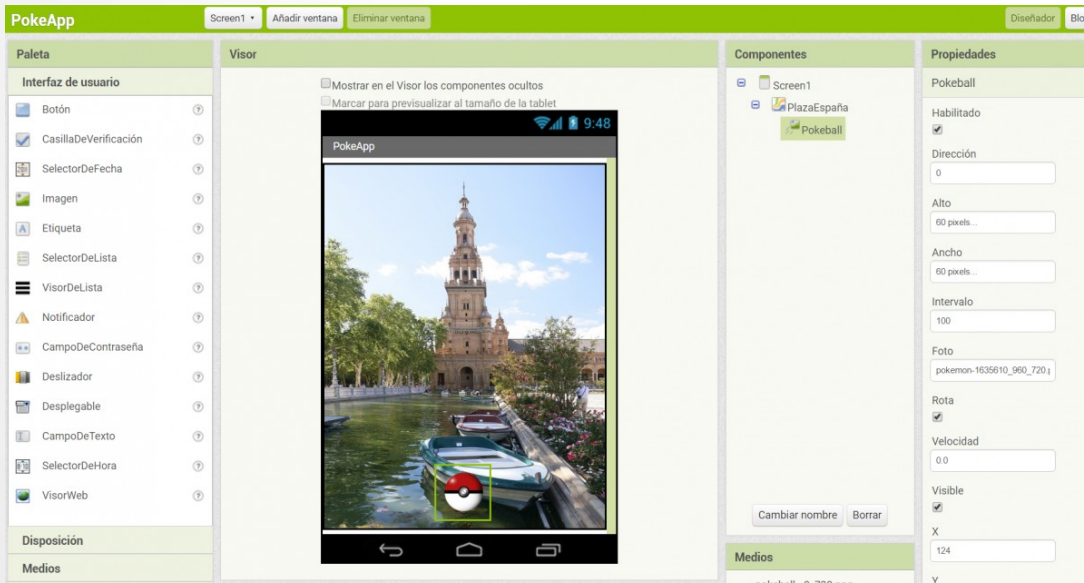 PokeApp
Screen1
Añadir ventana
Eliminar ventana
Diseñador
Blo
Paleta
Interfaz de usuario
Botón
CasillaDeVerificación
SelectorDeFecha
Imagen
Etiqueta
SelectorDeLista
VisorDeLista
Notificador
CampoDeContraseña
Deslizador
Desplegable
CampoDeTexto
SelectorDeHora
VisorWeb
Disposición
Medios
Visor
Mostrar en el Visor los componentes ocultos
Marcar para previsualizar al tamaño de la tablet
9:48
PokeApp
Componentes
Screen1
PlazaEspaña
Pokeball
Cambiar nombre
Borrar
Medios
Propiedades
Pokeball
Habilitado
Dirección
0
Alto
60 pixels...
Ancho
60 pixels...
Intervalo
100
Foto
pokemon-1635610_960_720.p
Rota
Velocidad
0.0
Visible
X
124
Y